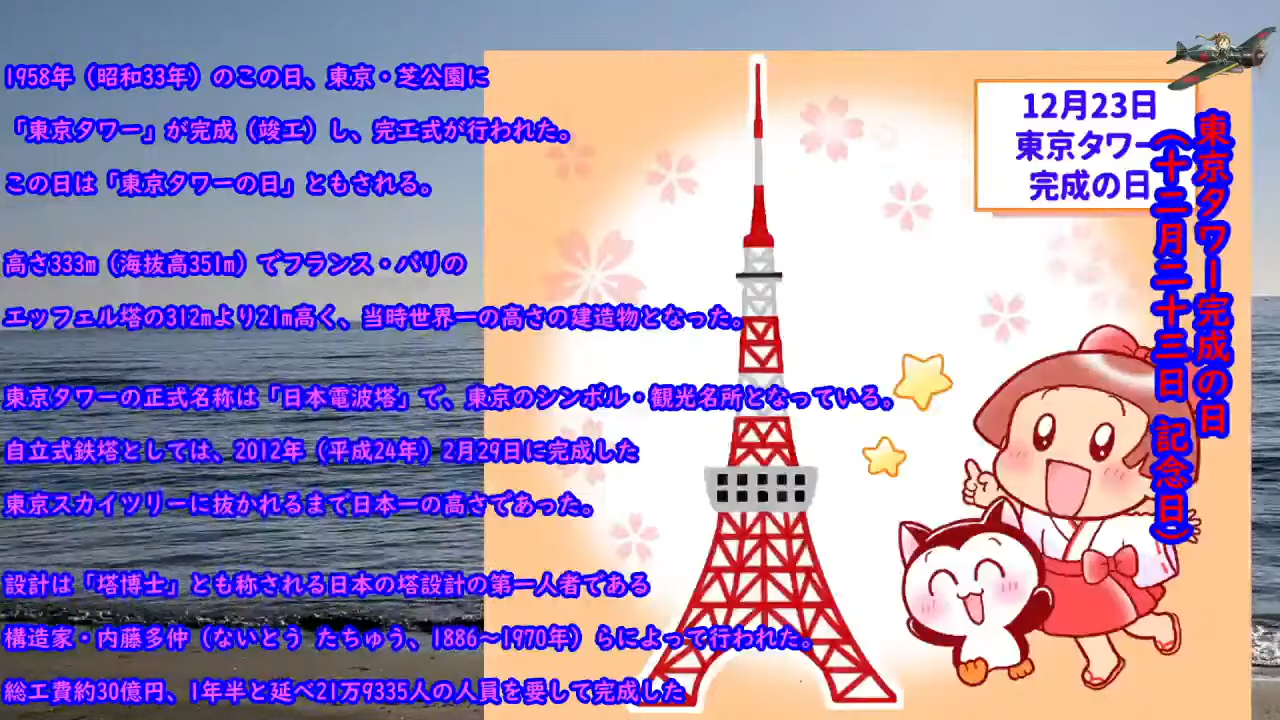 1958年（昭和33年）のこの日、東京・芝公園に
「東京タワー」が完成（竣工）し、完工式が行われた。
この日は「東京タワーの日」ともされる。
高さ333m（海抜高351m）でフランス・パリの
エッフェル塔の312mより21m高く、当時世界一の高さの建造物となった。
東京タワーの正式名称は「日本電波塔」で、東京のシンボル・観光名所となっている。
自立式鉄塔としては、2012年（平成24年）2月29日に完成した
東京スカイツリーに抜かれるまで日本一の高さであった。
設計は「塔博士」とも称される日本の塔設計の第一人者である
構造家・内藤多仲（ないとう たちゅう、1886～1970年）らによって行われた。
総工費約30億円、1年半と延べ21万9335人の人員を要して完成した
12月23日
東京タワー
完成の日
東京タワー完成の日
（十二月二十三日 記念日）